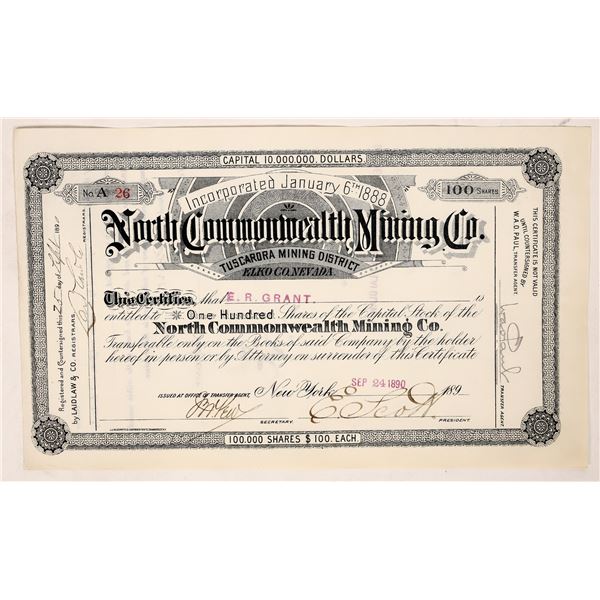 CAPITAL 10,000,000. DOLLARS
No. A 26
Incorporated January 6TH 1888
100 SHARES
North Commonwealth Mining Co.
TUSCARORA MINING DISTRICT
ELKO CO. NEVADA.
This Certifies, that E. R. GRANT. is
entitled to One Hundred Shares of the Capital Stock of the
North Commonwealth Mining Co.
Transferable only on the Books of said Company by the holder
hereof in person or by Attorney on surrender of this Certificate
ISSUED AT OFFICE OF TRANSFER AGENT, New York SEP 24 1890 189
SECRETARY. PRESIDENT
100,000 SHARES $100. EACH.
Registered and Countersigned this day of 189
by LAIDLAW & CO. REGISTRARS. REGISTRARS.
THIS CERTIFICATE IS NOT VALID
UNTIL COUNTERSIGNED BY
W. A. D. PAUL, TRANSFER AGENT.
TRANSFER AGENT.